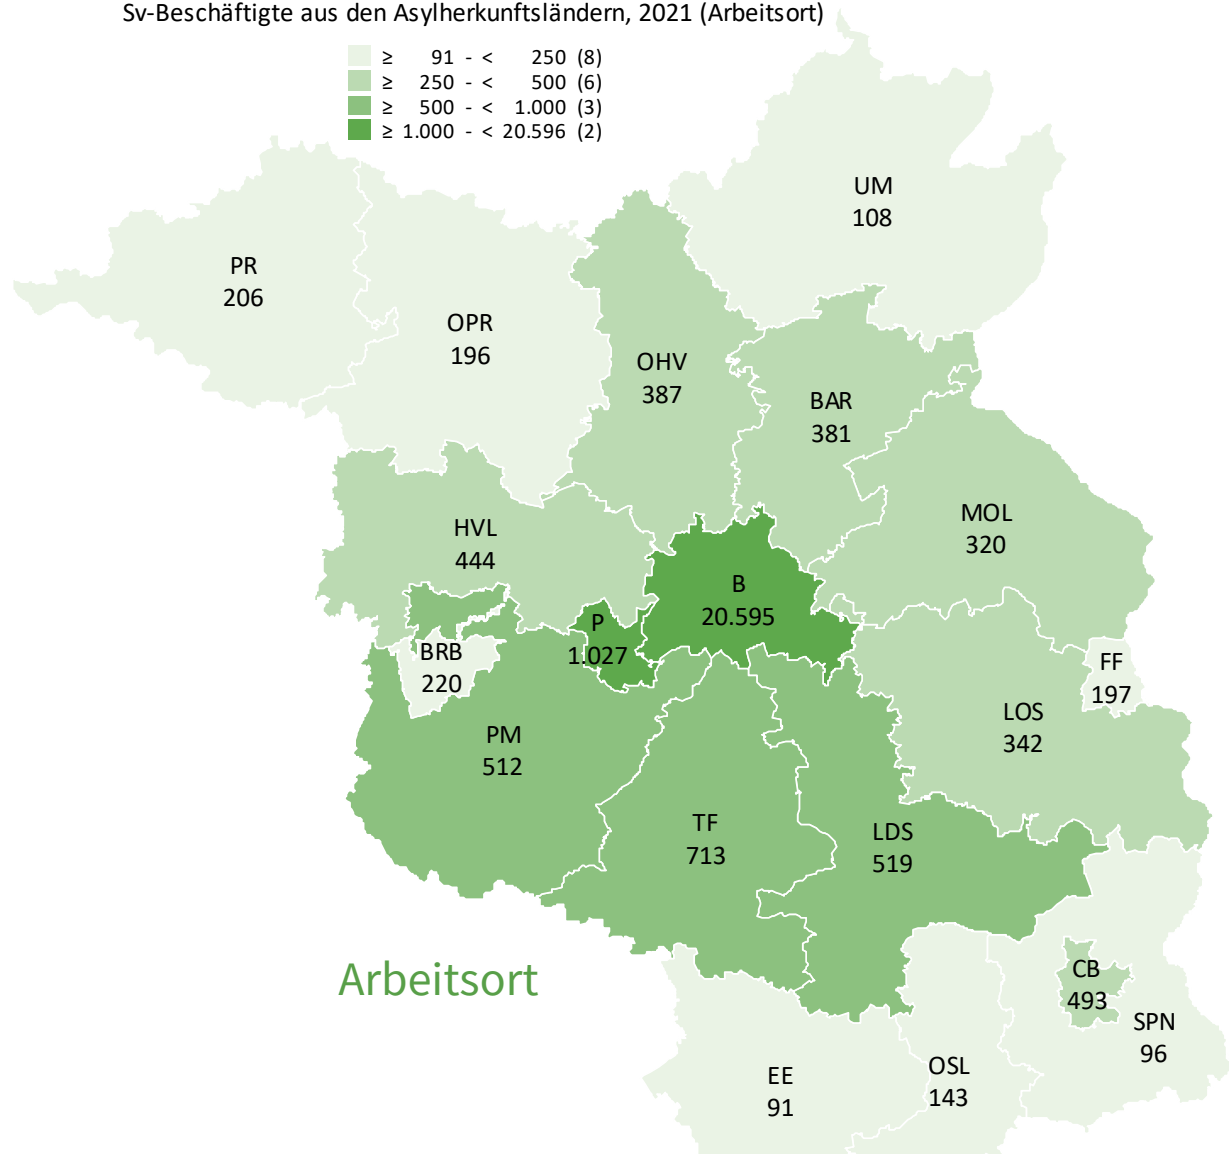 Sv-Beschäftigte aus den Asylherkunftsländern, 2021 (Arbeitsort)
≥ 91 - < 250 (8)
≥ 250 - < 500 (6)
≥ 500 - < 1.000 (3)
≥ 1.000 - < 20.596 (2)
UM
108
PR
206
OPR
196
OHV
387
BAR
381
HVL
444
MOL
320
B
20.595
P
1.027
BRB
220
FF
197
LOS
342
PM
512
TF
713
LDS
519
Arbeitsort
CB
493
SPN
96
EE
91
OSL
143